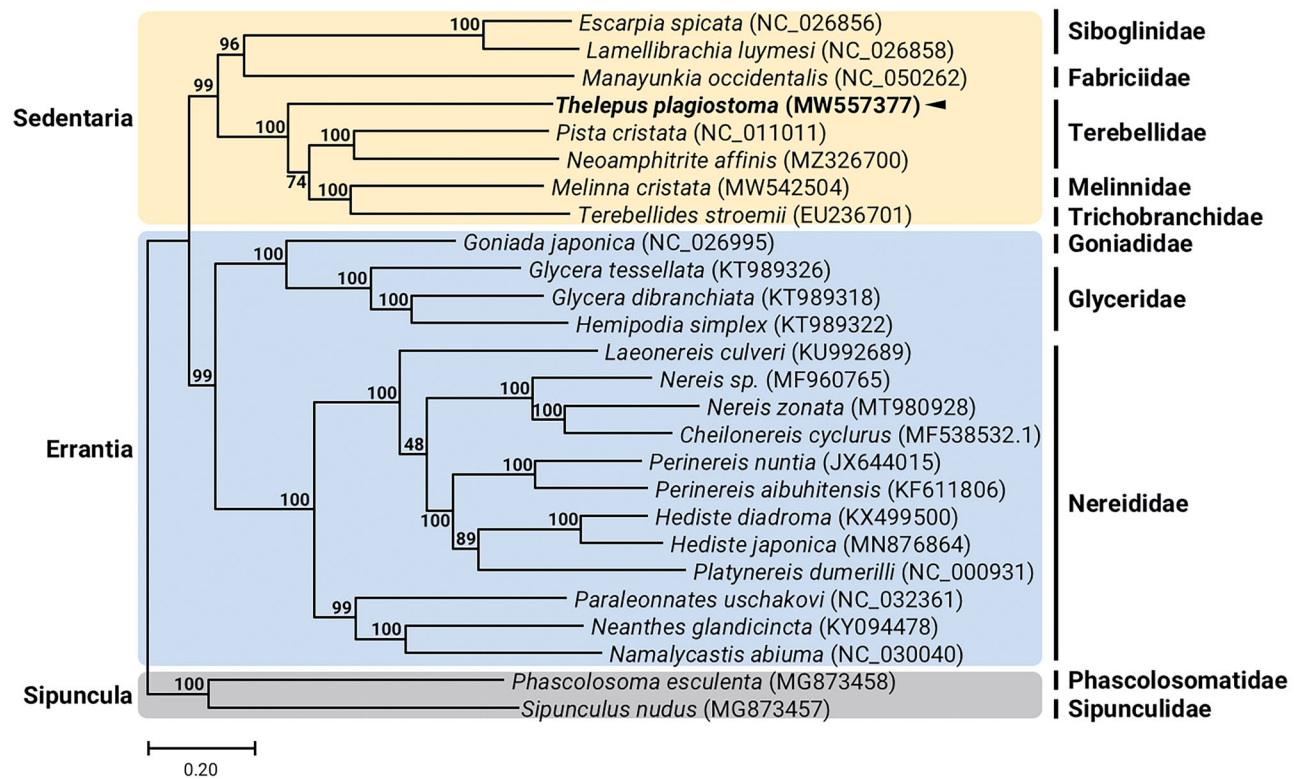 Escarpia spicata (NC_026856)
Lamellibrachia luymesi (NC_026858)
Manayunkia occidentalis (NC_050262)
Thelepus plagiostoma (MW557377)
Pista cristata (NC_011011)
Neoamphitrite affinis (MZ326700)
Melinna cristata (MW542504)
Terebellides stroemii (EU236701)
Goniada japonica (NC_026995)
Glycera tessellata (KT989326)
Glycera dibranchiata (KT989318)
Hemipodia simplex (KT989322)
Laeonereis culveri (KU992689)
Nereis sp. (MF960765)
Nereis zonata (MT980928)
Cheilonereis cyclurus (MF538532.1)
Perinereis nuntia (JX644015)
Perinereis aibuhitensis (KF611806)
Hediste diadroma (KX499500)
Hediste japonica (MN876864)
Platynereis dumerilli (NC_000931)
Paraleonnates uschakovi (NC_032361)
Neanthes glandicincta (KY094478)
Namalycastis abiuma (NC_030040)
Phascolosoma esculenta (MG873458)
Sipunculus nudus (MG873457)
Sedentaria
Errantia
Sipuncula
Siboglinidae
Fabriciidae
Terebellidae
Melinnidae
Trichobranchidae
Goniadidae
Glyceridae
Nereididae
Phascolosomatidae
Sipunculidae
100
96
99
100
100
74
100
100
100
100
99
100
100
100
48
100
100
100
89
100
99
100
100
0.20